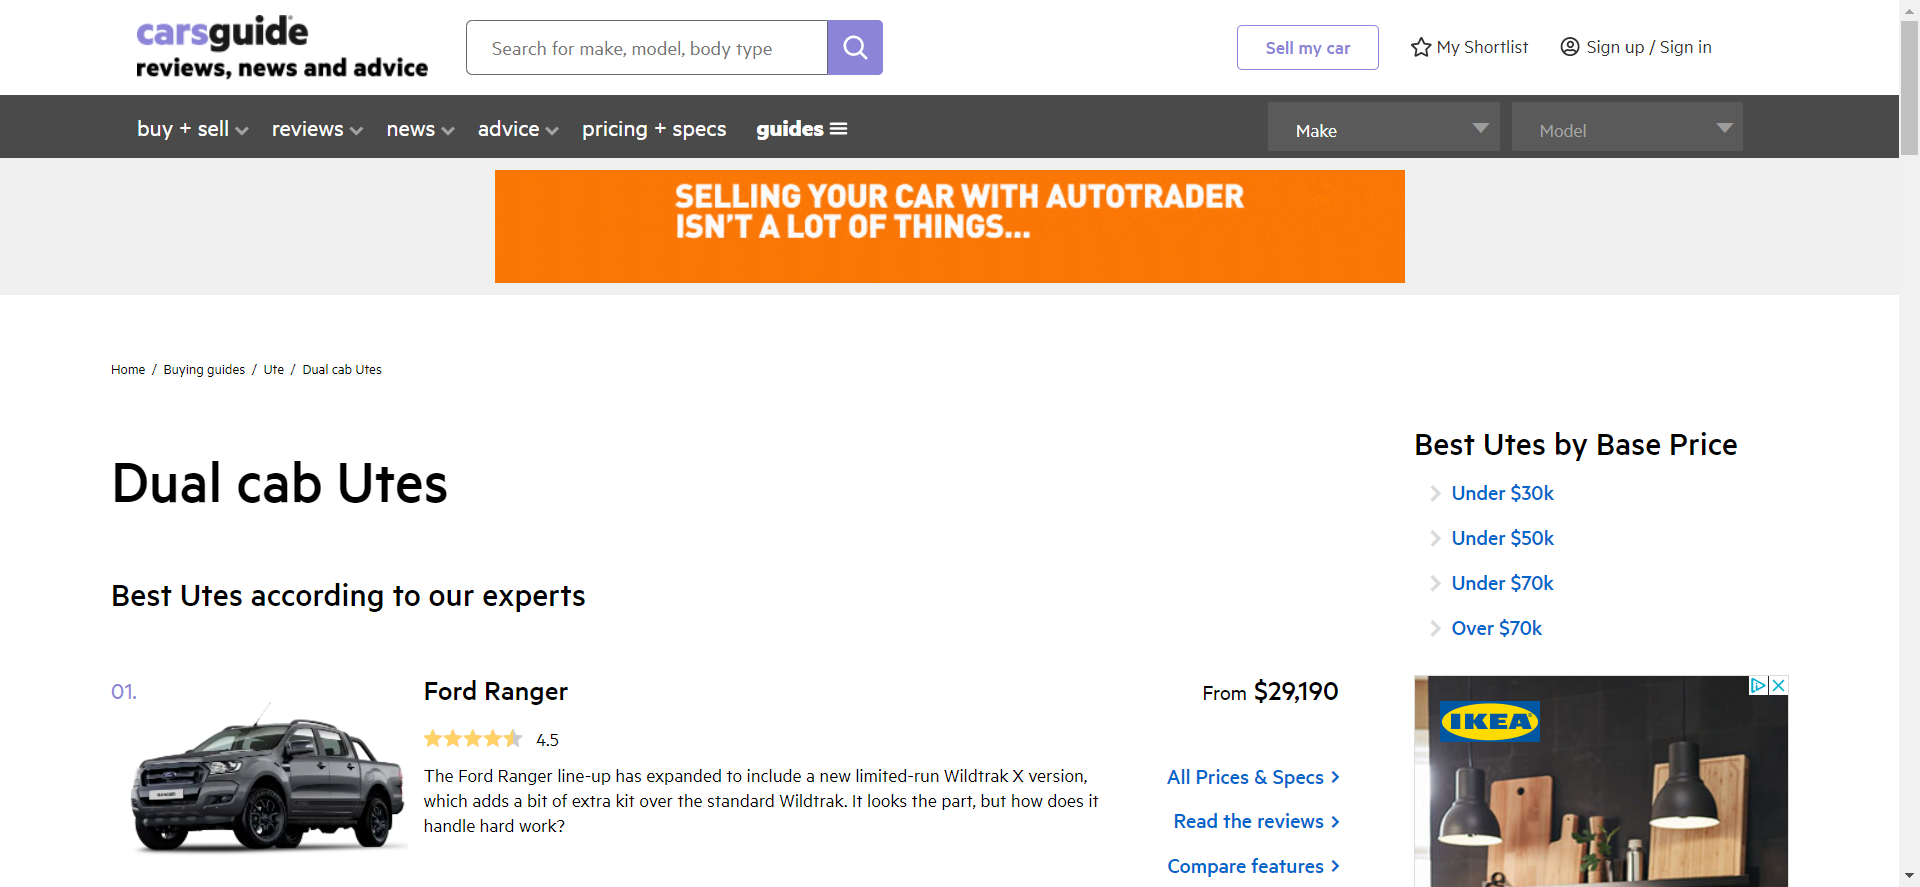 carsguide
reviews, news and advice
Search for make, model, body type
Sell my car
My Shortlist
Sign up / Sign in
buy + sell
reviews
news
advice
pricing + specs
guides
Make
Model
SELLING YOUR CAR WITH AUTOTRADER
ISN'T A LOT OF THINGS...
Home / Buying guides / Ute / Dual cab Utes
Dual cab Utes
Best Utes according to our experts
01.
RANGER
Ford Ranger
4.5
The Ford Ranger line-up has expanded to include a new limited-run Wildtrak X version,
which adds a bit of extra kit over the standard Wildtrak. It looks the part, but how does it
handle hard work?
From $29,190
All Prices & Specs
Read the reviews
Compare features
Best Utes by Base Price
Under $30k
Under $50k
Under $70k
Over $70k
IKEA